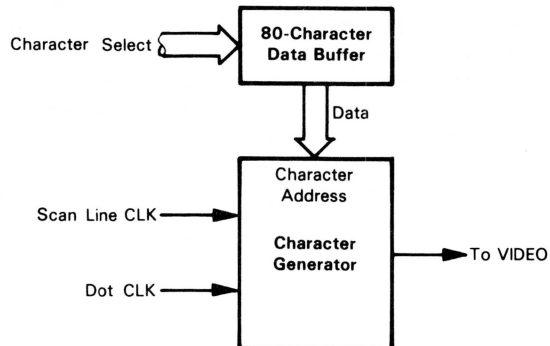 80-Character
Data Buffer
Character Select
Data
Character
Address
Scan Line CLK
Character
Generator
To VIDEO
Dot CLK